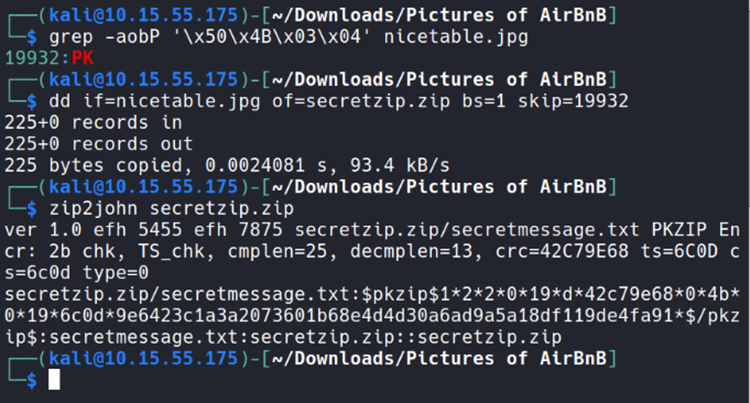 ┌──(kali@10.15.55.175)-[~/Downloads/Pictures of AirBnB]
└─$ grep -aobP '\x50\x4B\x03\x04' nicetable.jpg
19932:PK
┌──(kali@10.15.55.175)-[~/Downloads/Pictures of AirBnB]
└─$ dd if=nicetable.jpg of=secretzip.zip bs=1 skip=19932
225+0 records in
225+0 records out
225 bytes copied, 0.0024081 s, 93.4 kB/s
┌──(kali@10.15.55.175)-[~/Downloads/Pictures of AirBnB]
└─$ zip2john secretzip.zip
ver 1.0 efh 5455 efh 7875 secretzip.zip/secretmessage.txt PKZIP En
cr: 2b chk, TS_chk, cmplen=25, decmplen=13, crc=42C79E68 ts=6C0D c
s=6c0d type=0
secretzip.zip/secretmessage.txt:$pkzip$1*2*2*0*19*d*42c79e68*0*4b*
0*19*6c0d*9e6423c1a3a2073601b68e4d4d30a6ad9a5a18df119de4fa91*$/pkz
ip$:secretmessage.txt:secretzip.zip::secretzip.zip
┌──(kali@10.15.55.175)-[~/Downloads/Pictures of AirBnB]
└─$